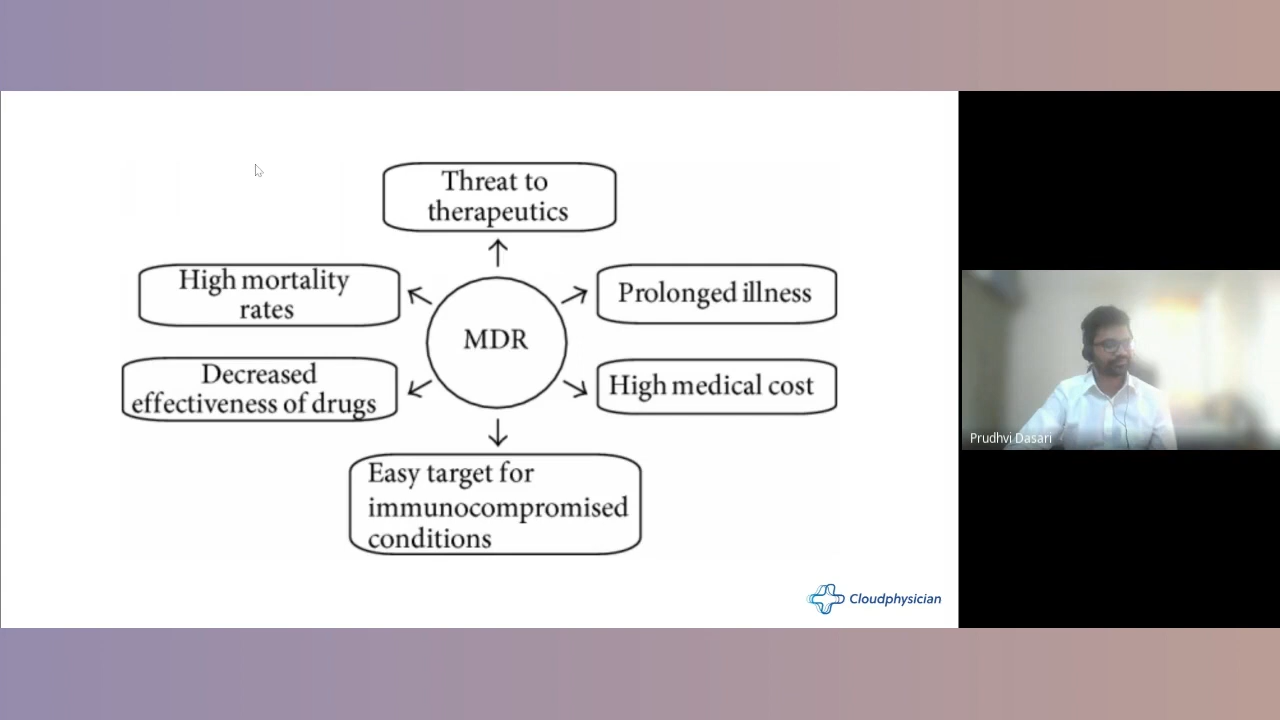 Threat to
therapeutics
High mortality
rates
Prolonged illness
MDR
Decreased
effectiveness of drugs
High medical cost
Easy target for
immunocompromised
conditions
Cloudphysician
Prudhvi Dasari